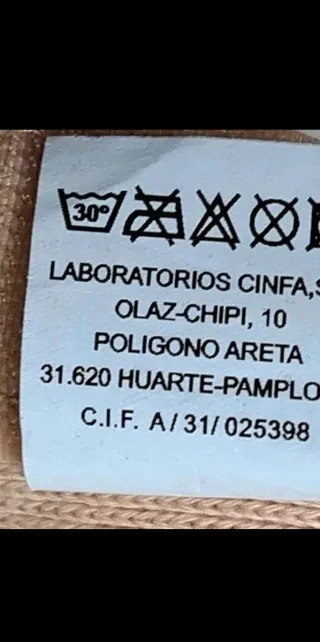 30°
LABORATORIOS CINFA,
OLAZ-CHIPI, 10
POLIGONO ARETA
31.620 HUARTE-PAMPLO
C.I.F. A/31/025398